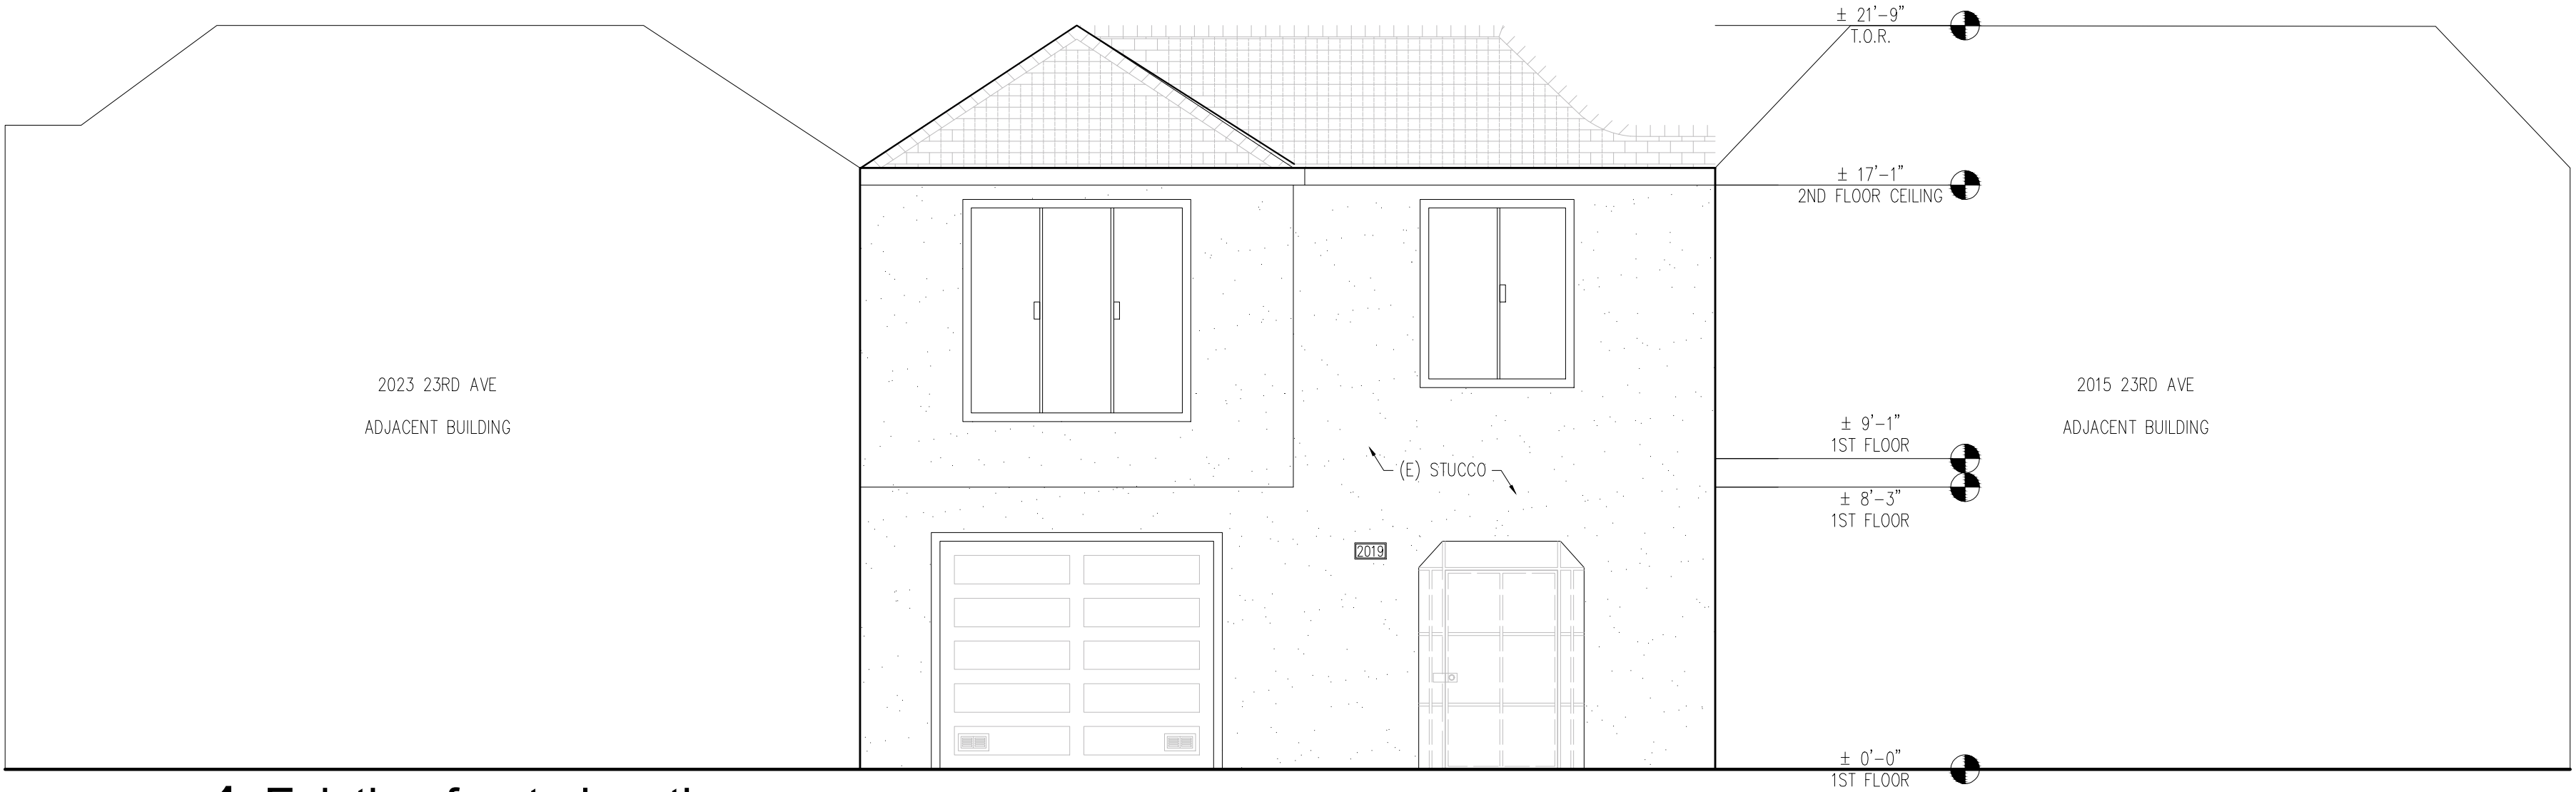 ± 21'-9"
T.O.R.
± 17'-1"
2ND FLOOR CEILING
2023 23RD AVE
ADJACENT BUILDING
2015 23RD AVE
ADJACENT BUILDING
± 9'-1"
1ST FLOOR
(E) STUCCO
± 8'-3"
1ST FLOOR
2019
± 0'-0"
1ST FLOOR